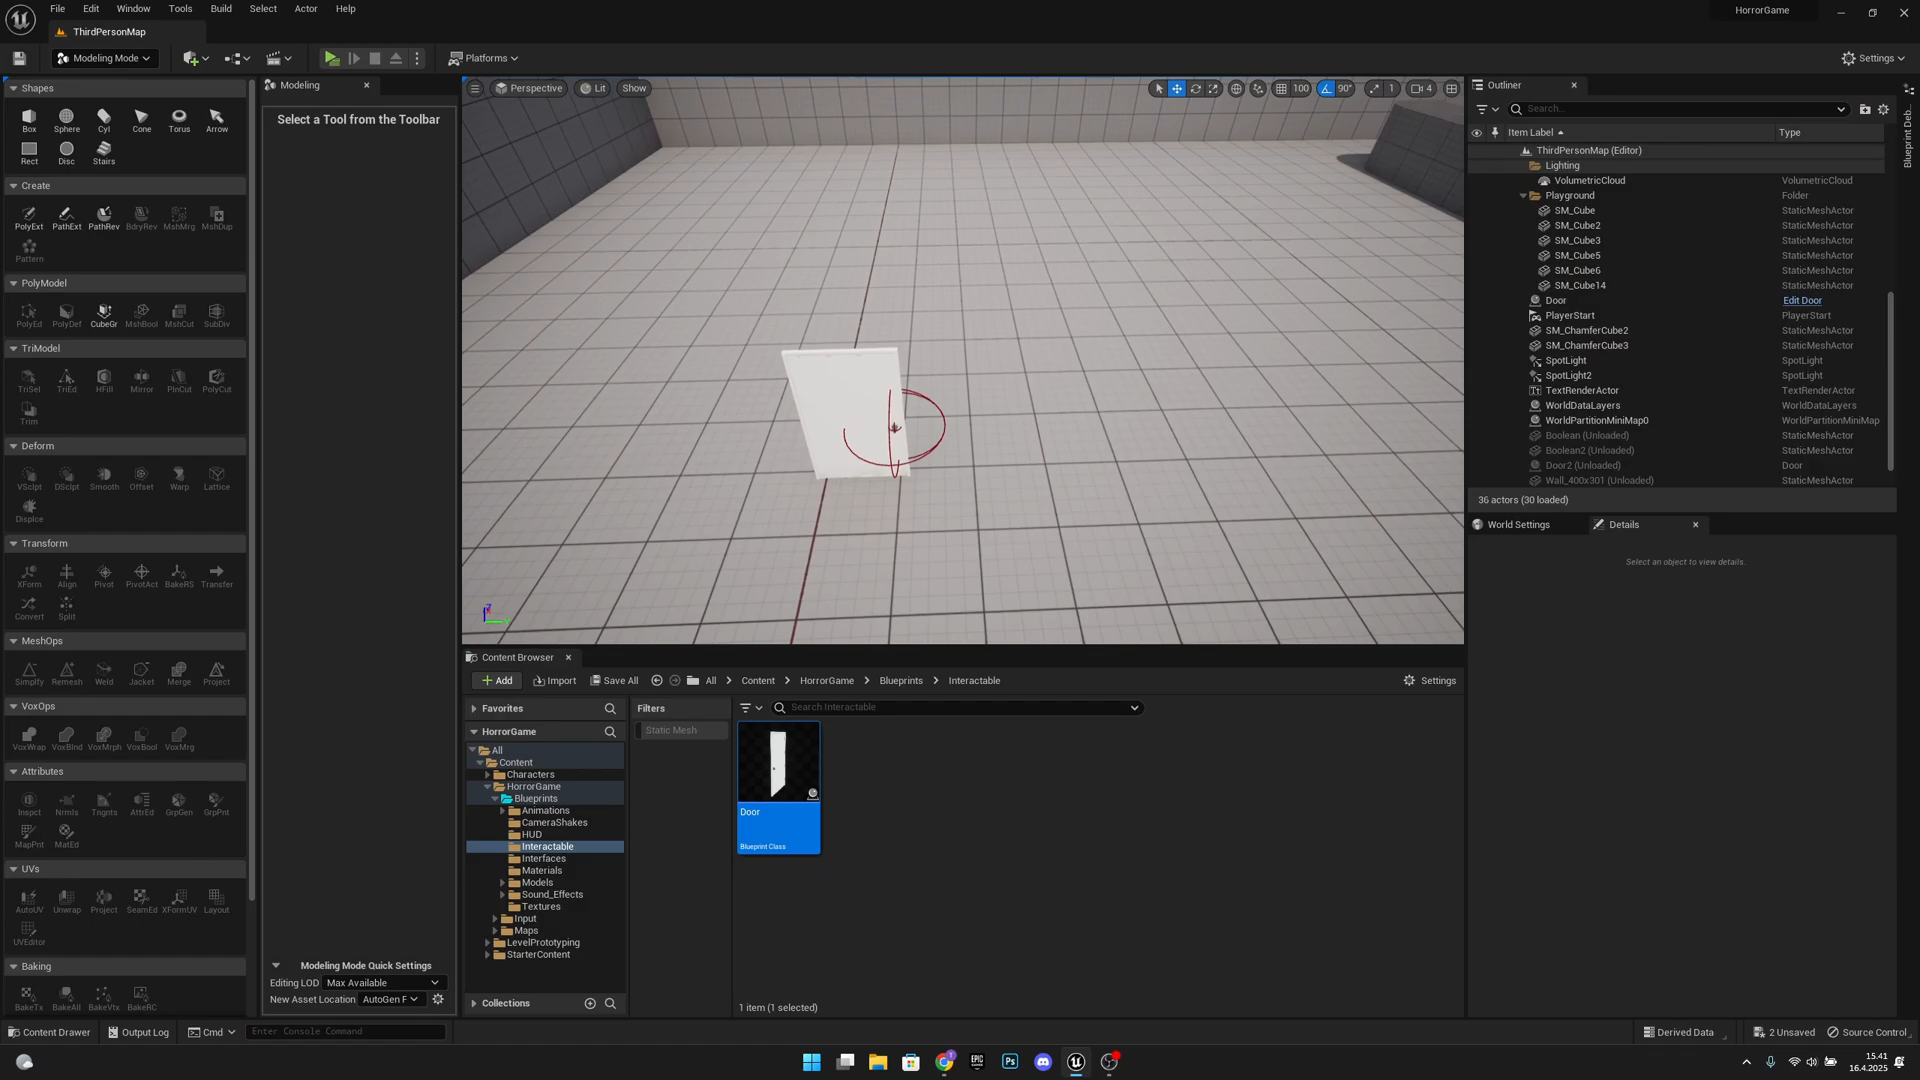 File Edit Window Tools Build Select Actor Help
HorrorGame
ThirdPersonMap
Modeling Mode
Platforms
Settings
Shapes
Box Sphere Cyl Cone Torus Arrow
Rect Disc Stairs
Create
PolyExt PathExt PathRev BdryRev MshMrg MshDup
Pattern
PolyModel
PolyEd PolyDef CubeGr MshBool MshCut SubDiv
TriModel
TriSel TriEd HFill Mirror PlnCut PolyCut
Trim
Deform
VSclpt DSclpt Smooth Offset Warp Lattice
Displce
Transform
XForm Align Pivot PivotAct BakeRS Transfer
Convert Split
MeshOps
Simplfy Remesh Weld Jacket Merge Project
VoxOps
VoxWrap VoxBlnd VoxMrph VoxBool VoxMrg
Attributes
Inspct Nrmls Tngnts AttrEd GrpGen GrpPnt
MapPnt MatEd
UVs
AutoUV Unwrap Project SeamEd XFormUV Layout
UVEditor
Baking
BakeTx BakeAll BakeVtx BakeRC
Modeling
Select a Tool from the Toolbar
Modeling Mode Quick Settings
Editing LOD Max Available
New Asset Location AutoGen F
Perspective Lit Show
100 90° 1 4
Z
Y
Content Browser
Add Import Save All All Content HorrorGame Blueprints Interactable Settings
Favorites
HorrorGame
All
Content
Characters
HorrorGame
Blueprints
Animations
CameraShakes
HUD
Interactable
Interfaces
Materials
Models
Sound_Effects
Textures
Input
Maps
LevelPrototyping
StarterContent
Collections
Filters
Static Mesh
Search Interactable
Door
Blueprint Class
1 item (1 selected)
Outliner
Search...
Item Label Type
ThirdPersonMap (Editor)
Lighting
VolumetricCloud VolumetricCloud
Playground Folder
SM_Cube StaticMeshActor
SM_Cube2 StaticMeshActor
SM_Cube3 StaticMeshActor
SM_Cube5 StaticMeshActor
SM_Cube6 StaticMeshActor
SM_Cube14 StaticMeshActor
Door Edit Door
PlayerStart PlayerStart
SM_ChamferCube2 StaticMeshActor
SM_ChamferCube3 StaticMeshActor
SpotLight SpotLight
SpotLight2 SpotLight
TextRenderActor TextRenderActor
WorldDataLayers WorldDataLayers
WorldPartitionMiniMap0 WorldPartitionMiniMap
Boolean (Unloaded) StaticMeshActor
Boolean2 (Unloaded) StaticMeshActor
Door2 (Unloaded) Door
Wall_400x301 (Unloaded) StaticMeshActor
36 actors (30 loaded)
World Settings Details
Select an object to view details.
Blueprint Deb...
Content Drawer Output Log Cmd Enter Console Command
Derived Data 2 Unsaved Source Control
EPIC
GAMES
Ps
15.41
16.4.2025